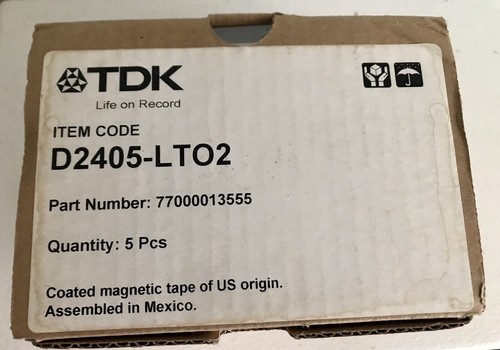 TDK
Life on Record
ITEM CODE
D2405-LTO2
Part Number: 77000013555
Quantity: 5 Pcs
Coated magnetic tape of US origin.
Assembled in Mexico.